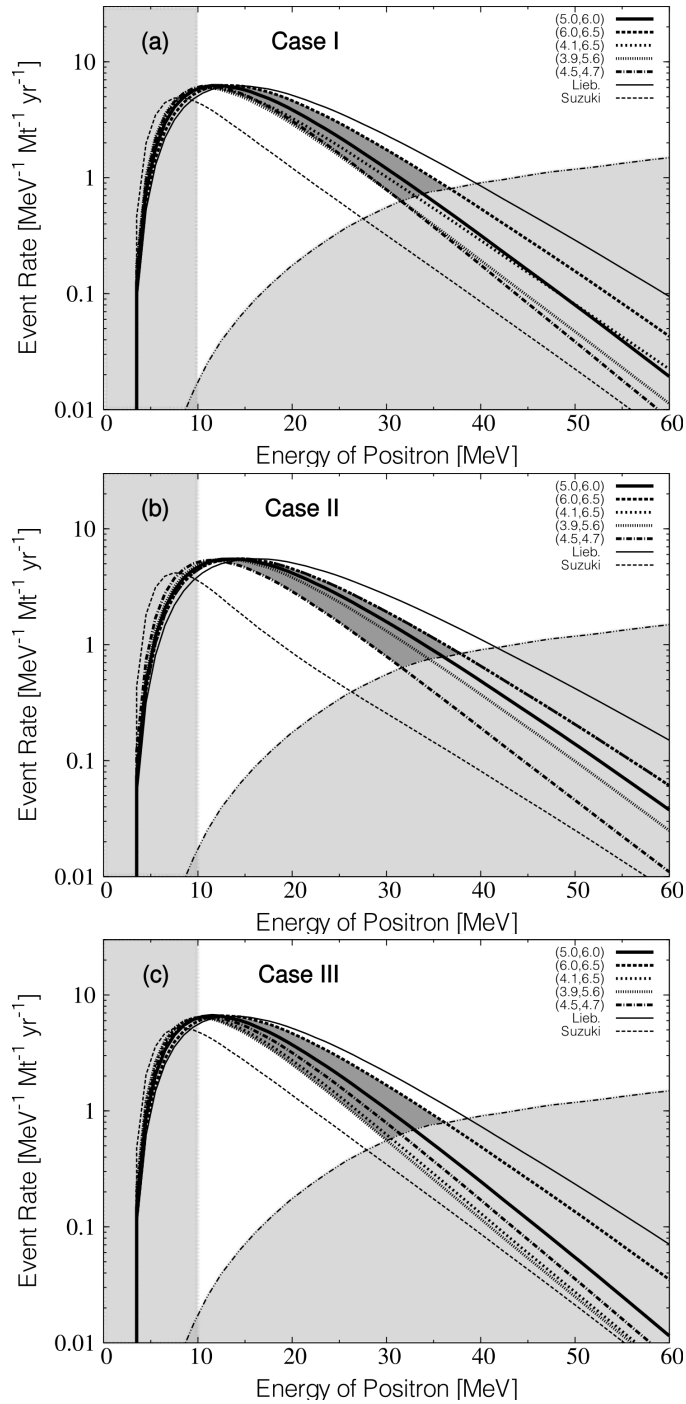 (a) Case I
(5.0,6.0)
(6.0,6.5)
(4.1,6.5)
(3.9,5.6)
(4.5,4.7)
Lieb.
Suzuki
Event Rate [MeV⁻¹ Mt⁻¹ yr⁻¹]
10
1
0.1
0.01
0 10 20 30 40 50 60
Energy of Positron [MeV]
(b) Case II
(5.0,6.0)
(6.0,6.5)
(4.1,6.5)
(3.9,5.6)
(4.5,4.7)
Lieb.
Suzuki
Event Rate [MeV⁻¹ Mt⁻¹ yr⁻¹]
10
1
0.1
0.01
0 10 20 30 40 50 60
Energy of Positron [MeV]
(c) Case III
(5.0,6.0)
(6.0,6.5)
(4.1,6.5)
(3.9,5.6)
(4.5,4.7)
Lieb.
Suzuki
Event Rate [MeV⁻¹ Mt⁻¹ yr⁻¹]
10
1
0.1
0.01
0 10 20 30 40 50 60
Energy of Positron [MeV]